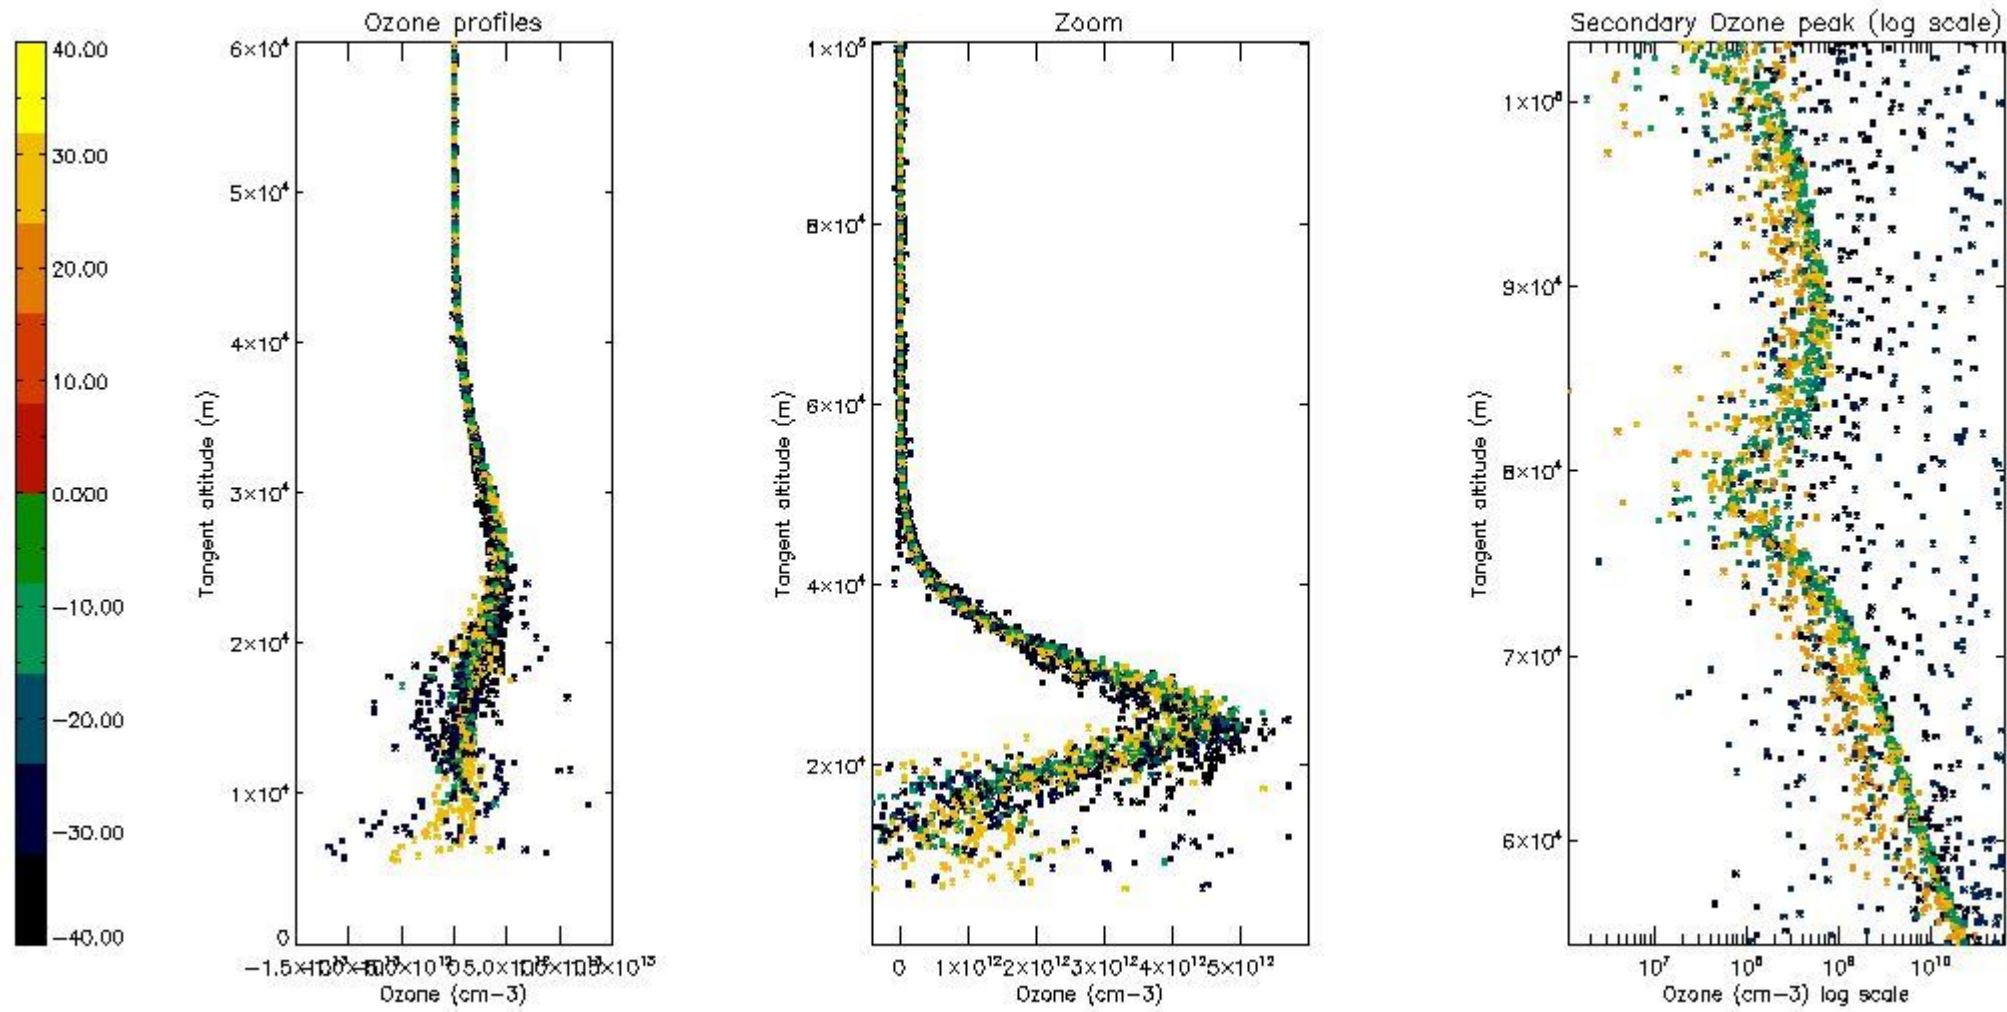 Ozone profiles
Zoom
Secondary Ozone peak (log scale)
40.00
30.00
20.00
10.00
-10.00
-20.00
-30.00
-40.00
6×10⁴
5×10⁴
4×10⁴
3×10⁴
2×10⁴
1×10⁴
0
Tangent altitude (m)
Ozone (cm-3)
1×10⁵
8×10⁴
6×10⁴
4×10⁴
2×10⁴
Tangent altitude (m)
0 1×10¹² 2×10¹² 3×10¹² 4×10¹² 5×10¹²
Ozone (cm-3)
9×10⁴
8×10⁴
7×10⁴
6×10⁴
Tangent altitude (m)
10⁷ 10⁸ 10⁹ 10¹⁰
Ozone (cm-3) log scale